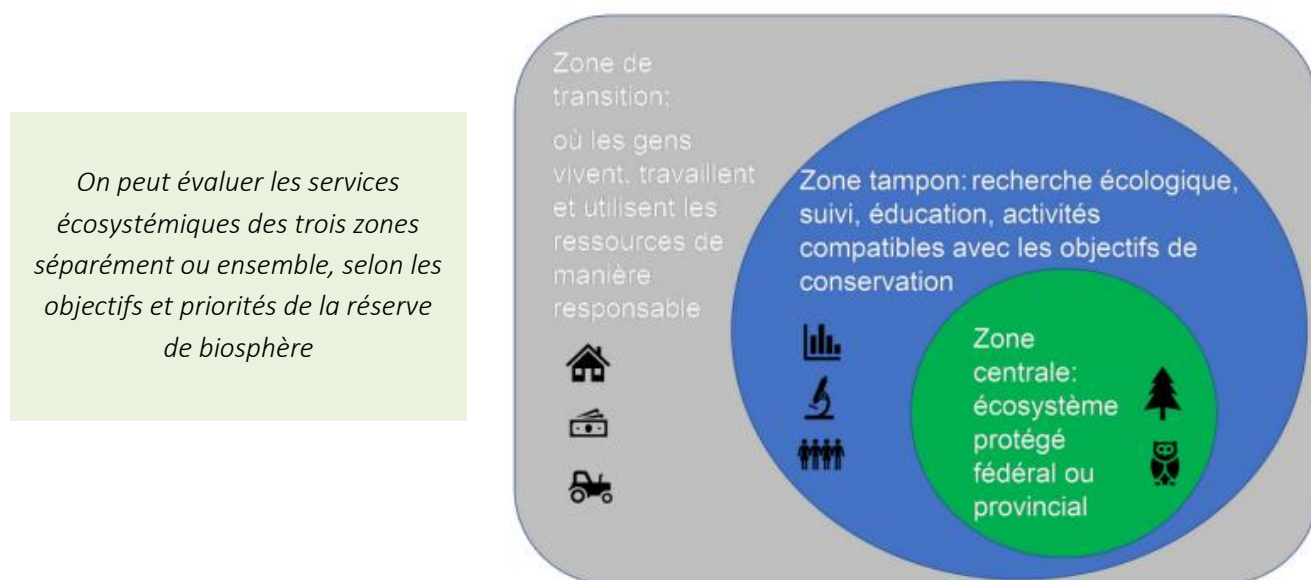 On peut évaluer les services
écosystémiques des trois zones
séparément ou ensemble, selon les
objectifs et priorités de la réserve
de biosphère
Zone de
transition:
où les gens
vivent, travaillent
et utilisent les
ressources de
manière
responsable
Zone tampon: recherche écologique,
suivi, éducation, activités
compatibles avec les objectifs de
conservation
Zone
centrale:
écosystème
protégé
fédéral ou
provincial